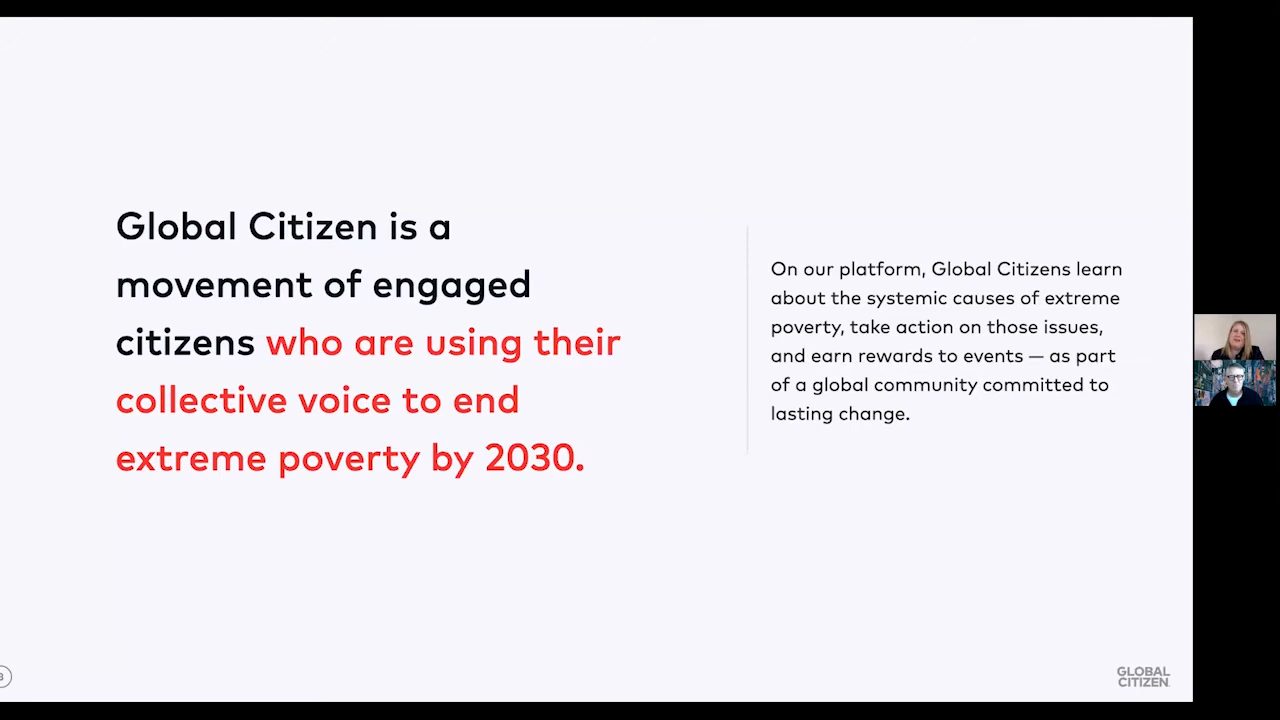 Global Citizen is a
movement of engaged
citizens who are using their
collective voice to end
extreme poverty by 2030.
On our platform, Global Citizens learn
about the systemic causes of extreme
poverty, take action on those issues,
and earn rewards to events — as part
of a global community committed to
lasting change.
GLOBAL
CITIZEN